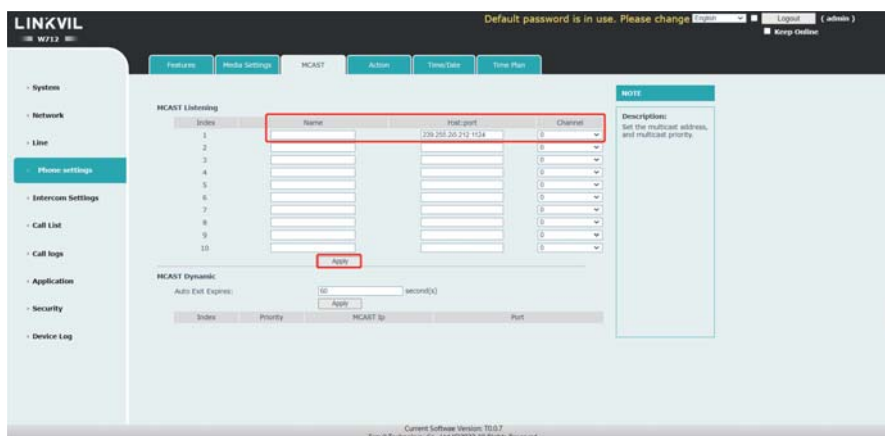 LINKVIL
W712
Default password is in use. Please change
English
Logout
( admin )
Keep Online
Features
Media Settings
MCAST
Action
Time/Date
Time Plan
System
Network
Line
Phone settings
Intercom Settings
Call List
Call logs
Application
Security
Device Log
MCAST Listening
Index Name Host:port Channel
1 239.255.20.212:1124 0
2 0
3 0
4 0
5 0
6 0
7 0
8 0
9 0
10 0
Apply
MCAST Dynamic
Auto Exit Expires: 60 second(s)
Apply
Index Priority MCAST Ip Port
NOTE
Description:
Set the multicast address,
and multicast priority.
Current Software Version: T0.0.7